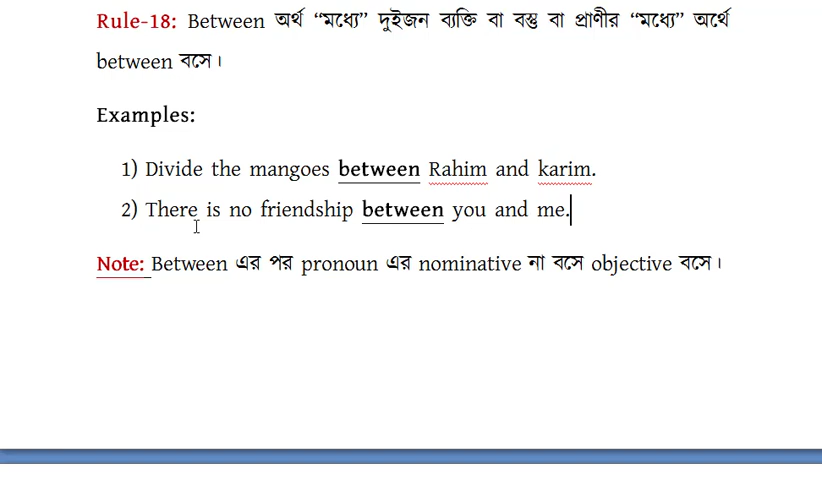 Rule-18: Between অর্থ “মধ্যে” দুইজন ব্যক্তি বা বস্তু বা প্রাণীর “মধ্যে” অর্থে
between বসে।
Examples:
1) Divide the mangoes between Rahim and karim.
2) There is no friendship between you and me.
Note: Between এর পর pronoun এর nominative না বসে objective বসে।